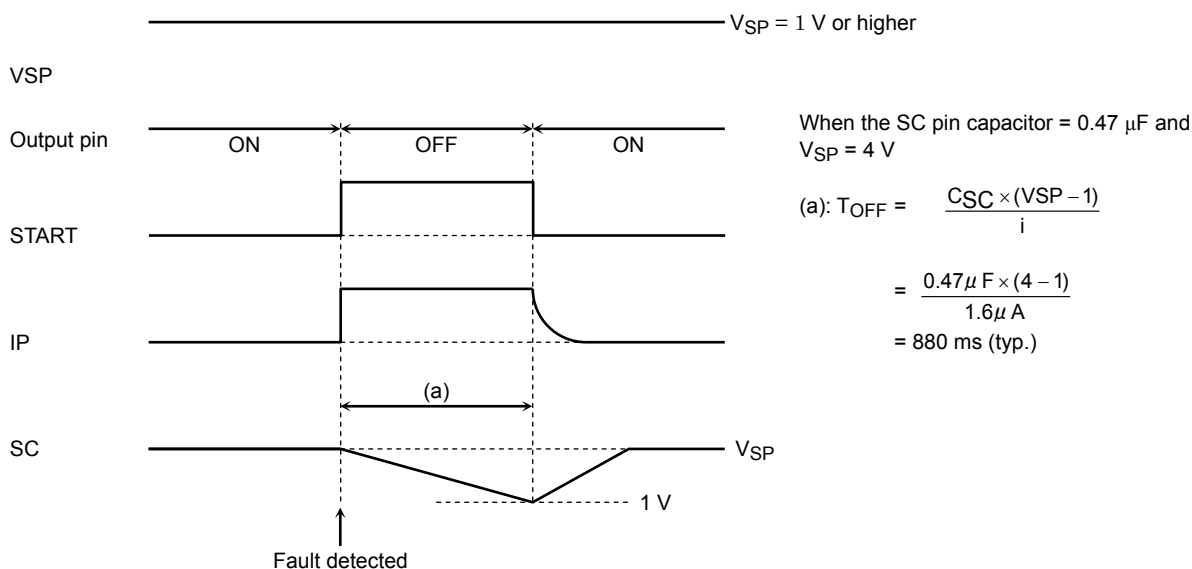 V_SP = 1 V or higher
VSP
Output pin
ON
OFF
ON
START
IP
(a)
SC
V_SP
1 V
Fault detected
When the SC pin capacitor = 0.47 μF and
V_SP = 4 V
(a): T_OFF = C_SC × (VSP − 1)
i
= 0.47μ F × (4 − 1)
1.6μ A
= 880 ms (typ.)